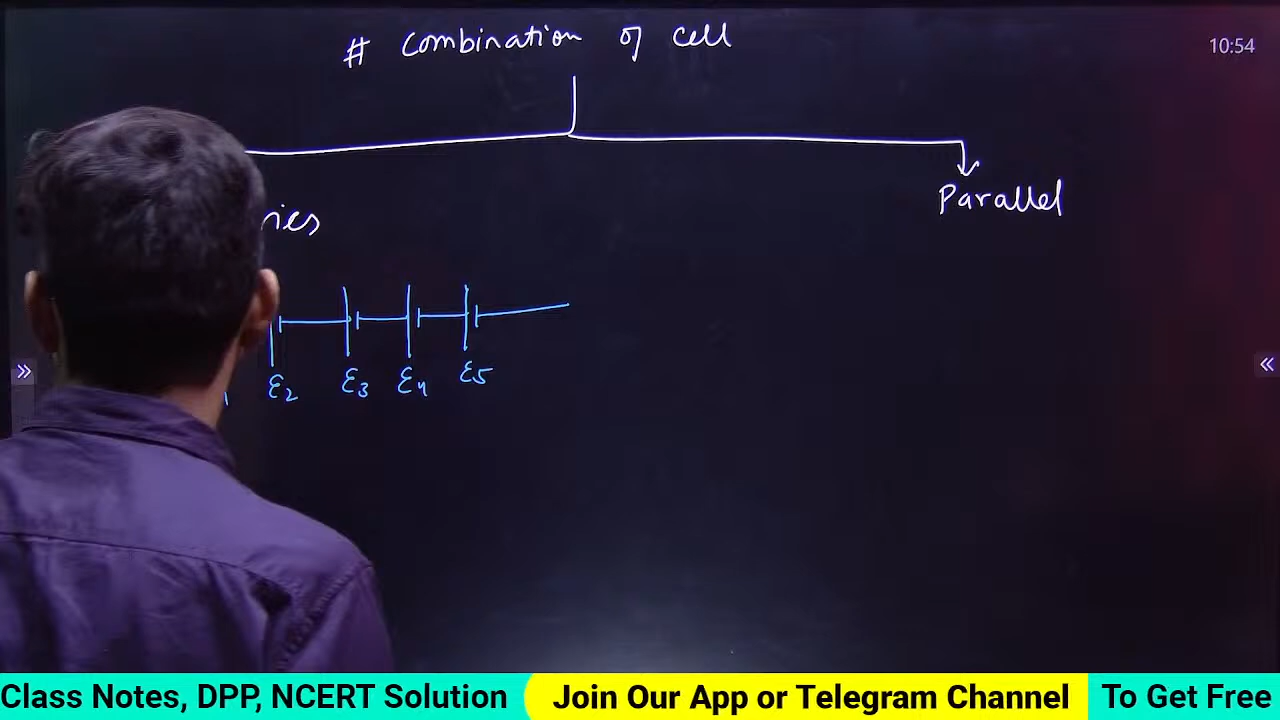 # Combination of cell
10:54
Parallel
ries
ε2 ε3 ε4 ε5
Class Notes, DPP, NCERT Solution Join Our App or Telegram Channel To Get Free